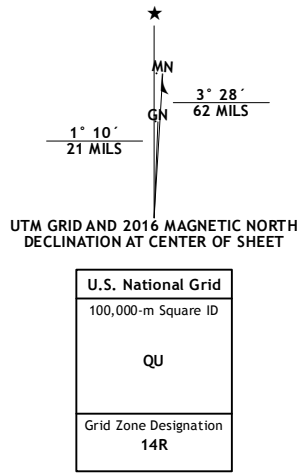 MN
3° 28´
62 MILS
GN
1° 10´
21 MILS
UTM GRID AND 2016 MAGNETIC NORTH
DECLINATION AT CENTER OF SHEET
U.S. National Grid
100,000-m Square ID
QU
Grid Zone Designation
14R